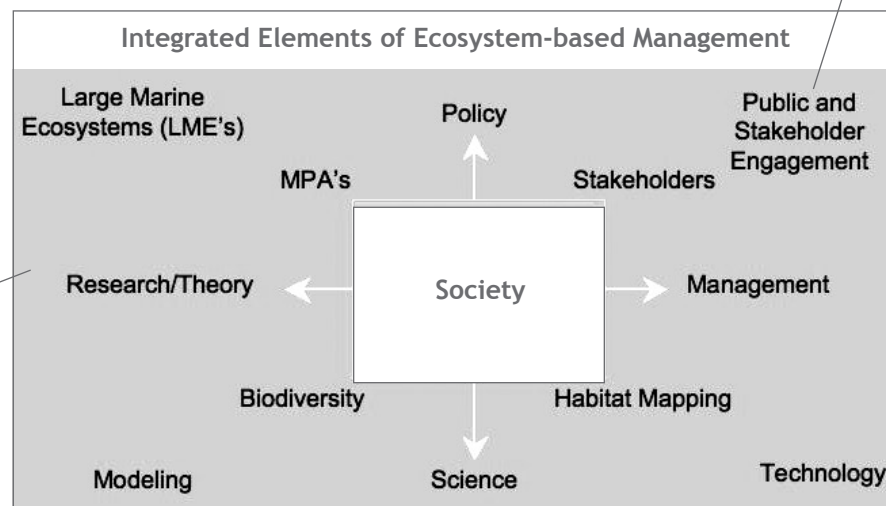 Integrated Elements of Ecosystem-based Management
Large Marine
Ecosystems (LME's)
Policy
Public and
Stakeholder
Engagement
MPA's
Stakeholders
Research/Theory
Society
Management
Biodiversity
Habitat Mapping
Modeling
Science
Technology